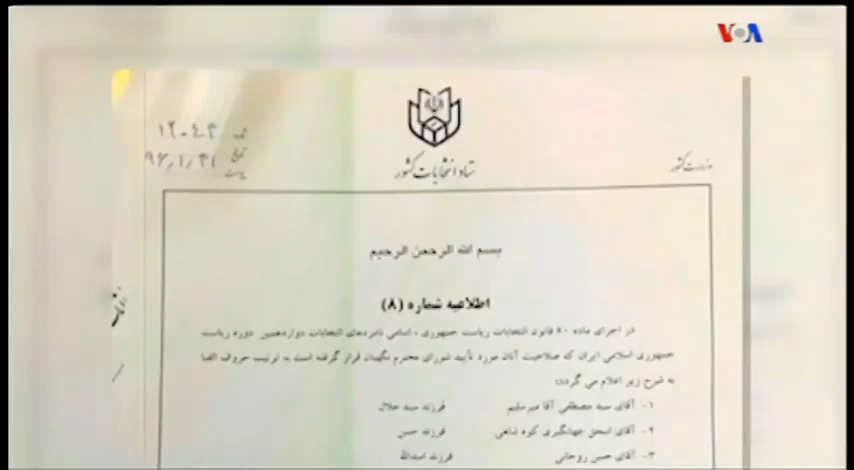 VOA
۱۲۰۴۳
۹۶/۱/۳۱
ستاد انتخابات کشور
وزارت کشور
بسم الله الرحمن الرحیم
اطلاعیه شماره (۸)
در اجرای ماده ۶۰ قانون انتخابات ریاست جمهوری ، اسامی نامزدهای انتخابات دوازدهمین دوره ریاست
جمهوری اسلامی ایران که صلاحیت آنان مورد تأیید شورای محترم نگهبان قرار گرفته است به ترتیب حروف الفبا
به شرح زیر اعلام می گردد:
۱- آقای سید مصطفی آقا میرسلیم فرزند سید جلال
۲- آقای اسحق جهانگیری کوه شاهی فرزند حسن
۳- آقای حسن روحانی فرزند اسدالله